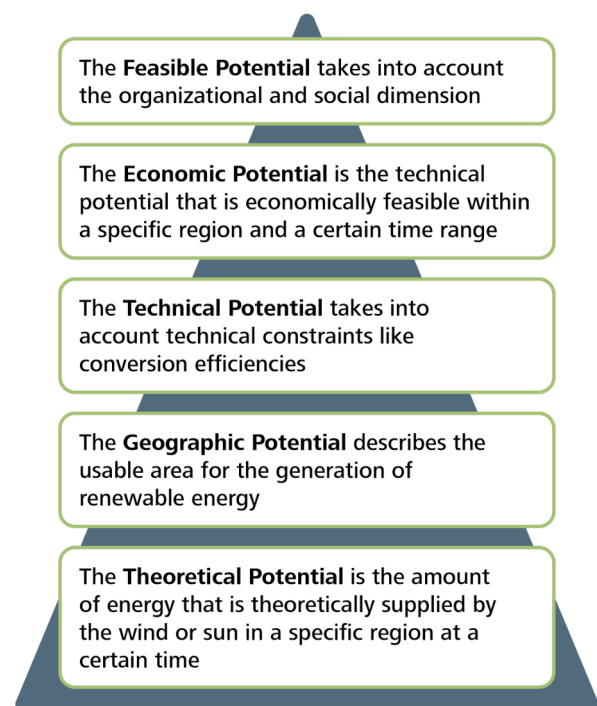 The Feasible Potential takes into account
the organizational and social dimension
The Economic Potential is the technical
potential that is economically feasible within
a specific region and a certain time range
The Technical Potential takes into
account technical constraints like
conversion efficiencies
The Geographic Potential describes the
usable area for the generation of
renewable energy
The Theoretical Potential is the amount
of energy that is theoretically supplied by
the wind or sun in a specific region at a
certain time